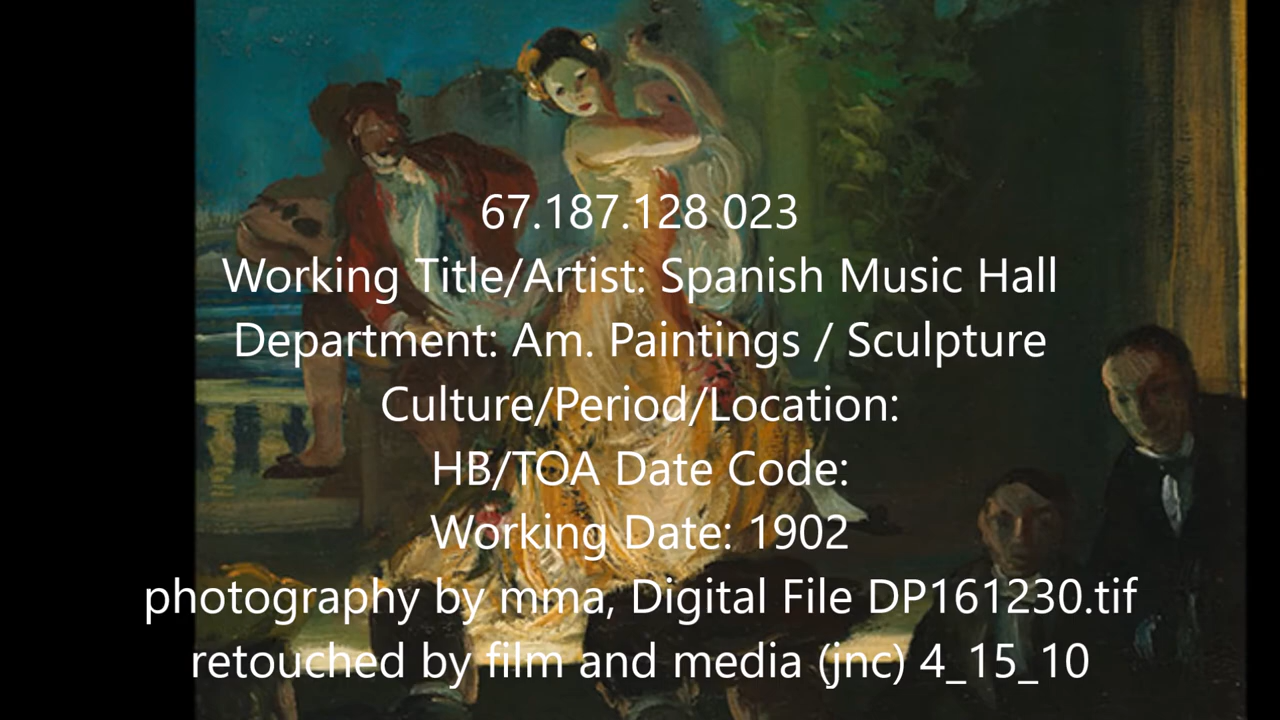 67.187.128 023
Working Title/Artist: Spanish Music Hall
Department: Am. Paintings / Sculpture
Culture/Period/Location:
HB/TOA Date Code:
Working Date: 1902
photography by mma, Digital File DP161230.tif
retouched by film and media (jnc) 4_15_10